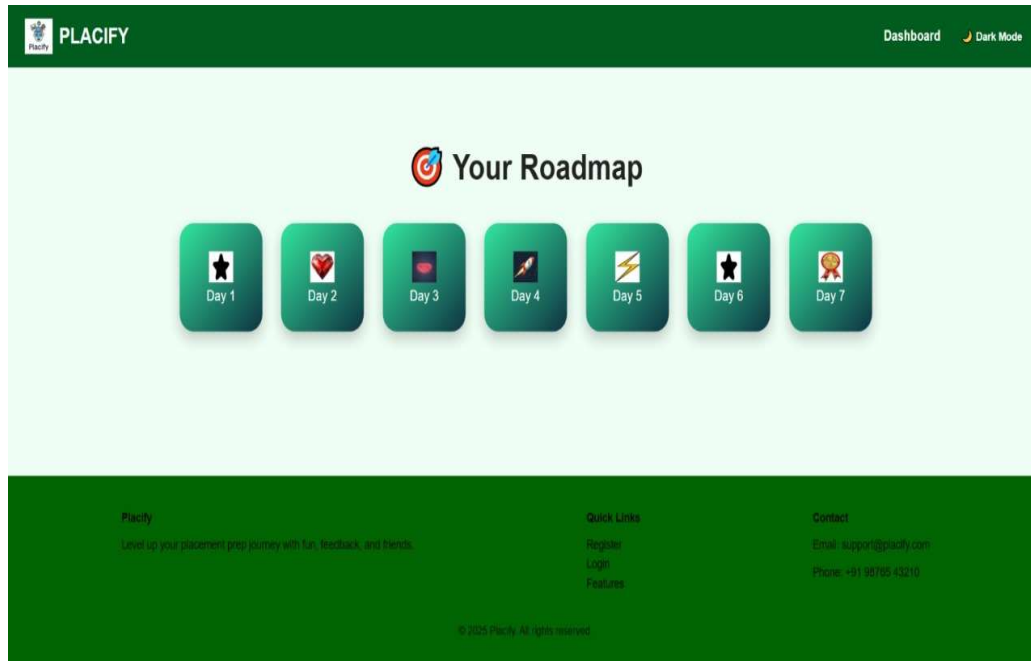 Placify
PLACIFY
Dashboard
🌙 Dark Mode
🎯 Your Roadmap
Day 1
Day 2
Day 3
Day 4
Day 5
Day 6
Day 7
Placify
Level up your placement prep journey with fun, feedback, and friends.
Quick Links
Register
Login
Features
Contact
Email: support@placify.com
Phone: +91 98765 43210
© 2025 Placify. All rights reserved.